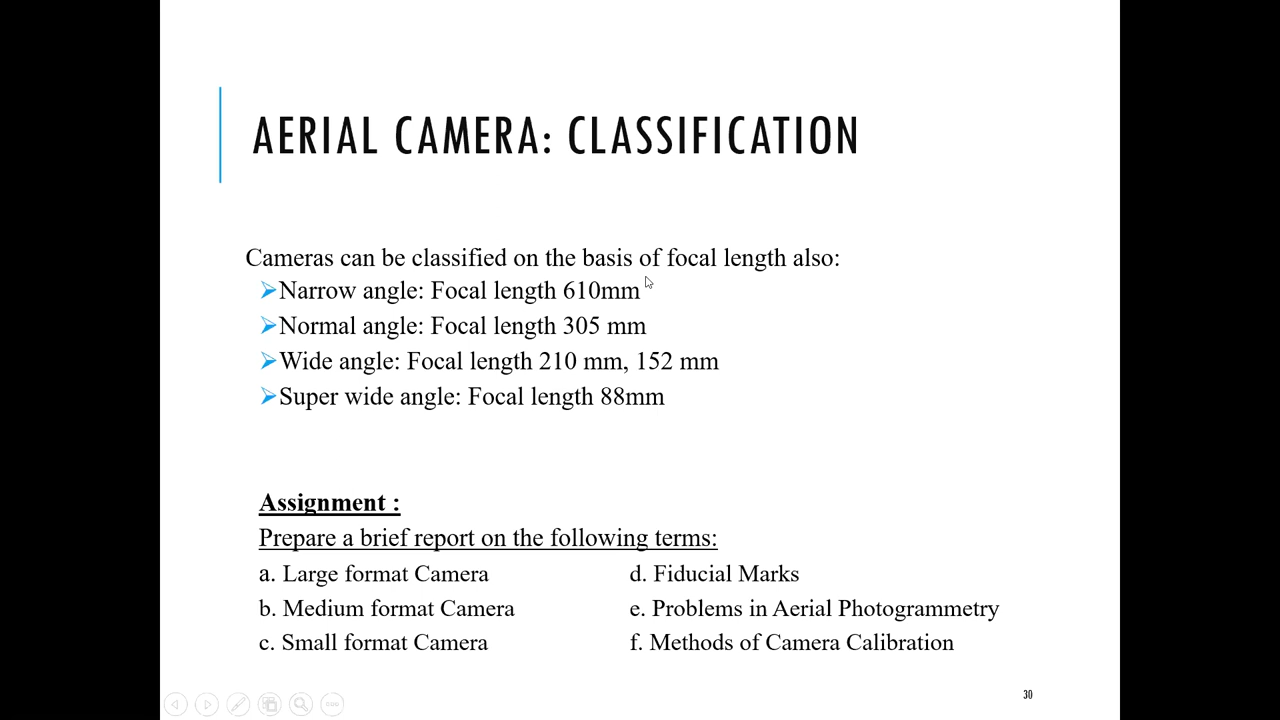 AERIAL CAMERA: CLASSIFICATION
Cameras can be classified on the basis of focal length also:
Narrow angle: Focal length 610mm
Normal angle: Focal length 305 mm
Wide angle: Focal length 210 mm, 152 mm
Super wide angle: Focal length 88mm
Assignment :
Prepare a brief report on the following terms:
a. Large format Camera
b. Medium format Camera
c. Small format Camera
d. Fiducial Marks
e. Problems in Aerial Photogrammetry
f. Methods of Camera Calibration
30